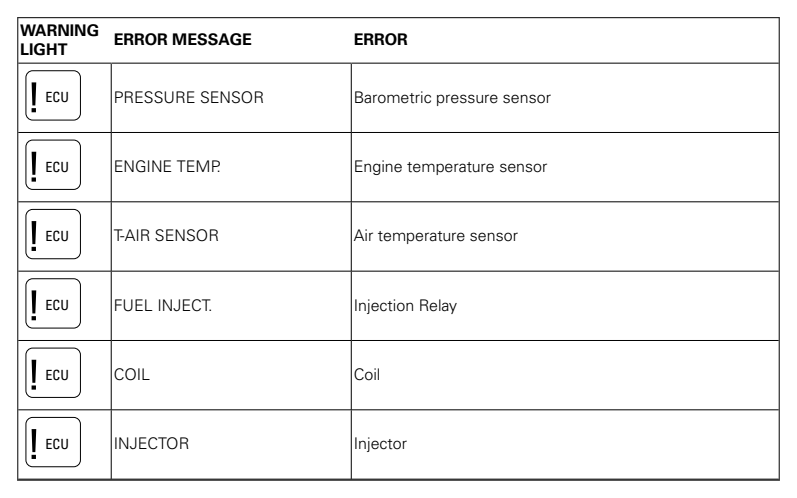 WARNING LIGHT ERROR MESSAGE ERROR
! ECU PRESSURE SENSOR Barometric pressure sensor
! ECU ENGINE TEMP. Engine temperature sensor
! ECU T-AIR SENSOR Air temperature sensor
! ECU FUEL INJECT. Injection Relay
! ECU COIL Coil
! ECU INJECTOR Injector